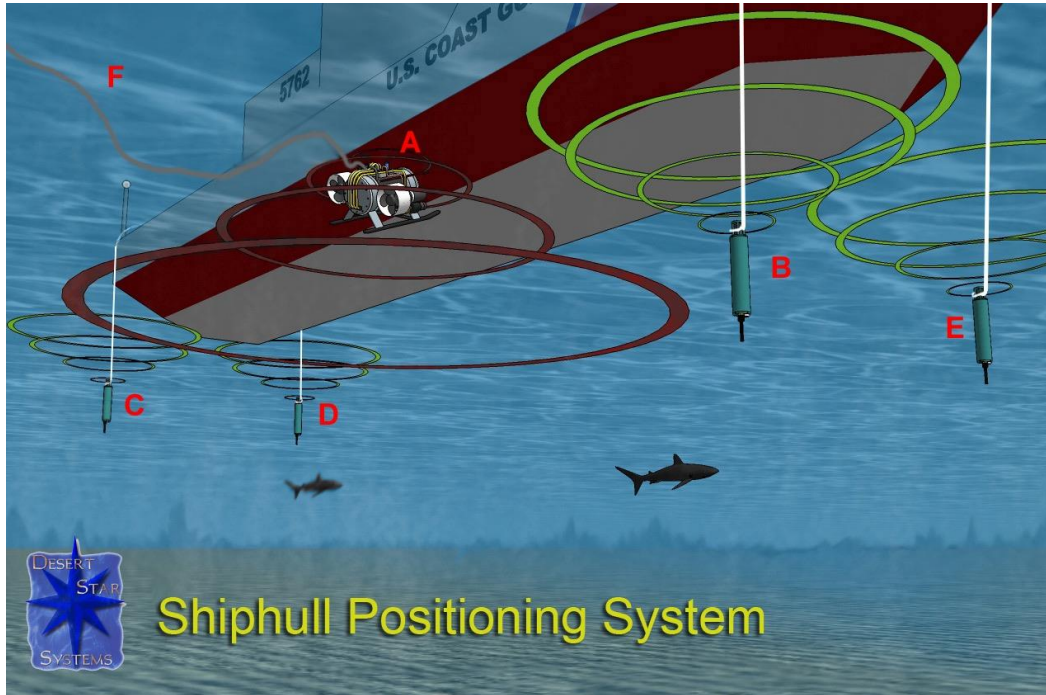 F
5762
U.S. COAST GU
A
B
E
C
D
DESERT
STAR
SYSTEMS
Shiphull Positioning System